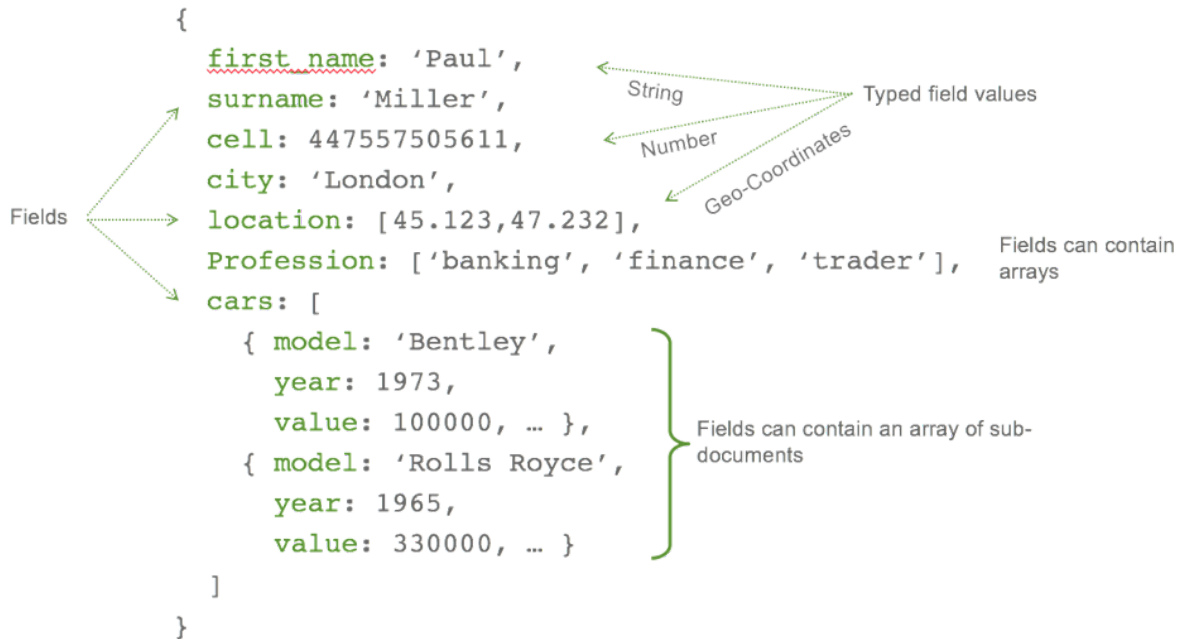 {
first_name: ‘Paul’,
surname: ‘Miller’,
cell: 447557505611,
city: ‘London’,
location: [45.123,47.232],
Profession: [‘banking’, ‘finance’, ‘trader’],
cars: [
{ model: ‘Bentley’,
year: 1973,
value: 100000, … },
{ model: ‘Rolls Royce’,
year: 1965,
value: 330000, … }
]
}
Fields
String
Number
Geo-Coordinates
Typed field values
Fields can contain
arrays
Fields can contain an array of sub-
documents